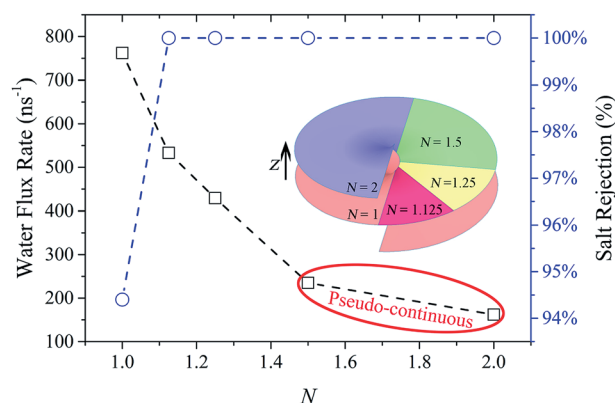 800
700
600
500
400
300
200
100
Water Flux Rate (ns⁻¹)
1.0
1.2
1.4
1.6
1.8
2.0
N
100%
99%
98%
97%
96%
95%
94%
Salt Rejection (%)
z
N = 1.5
N = 1.25
N = 2
N = 1
N = 1.125
Pseudo-continuous